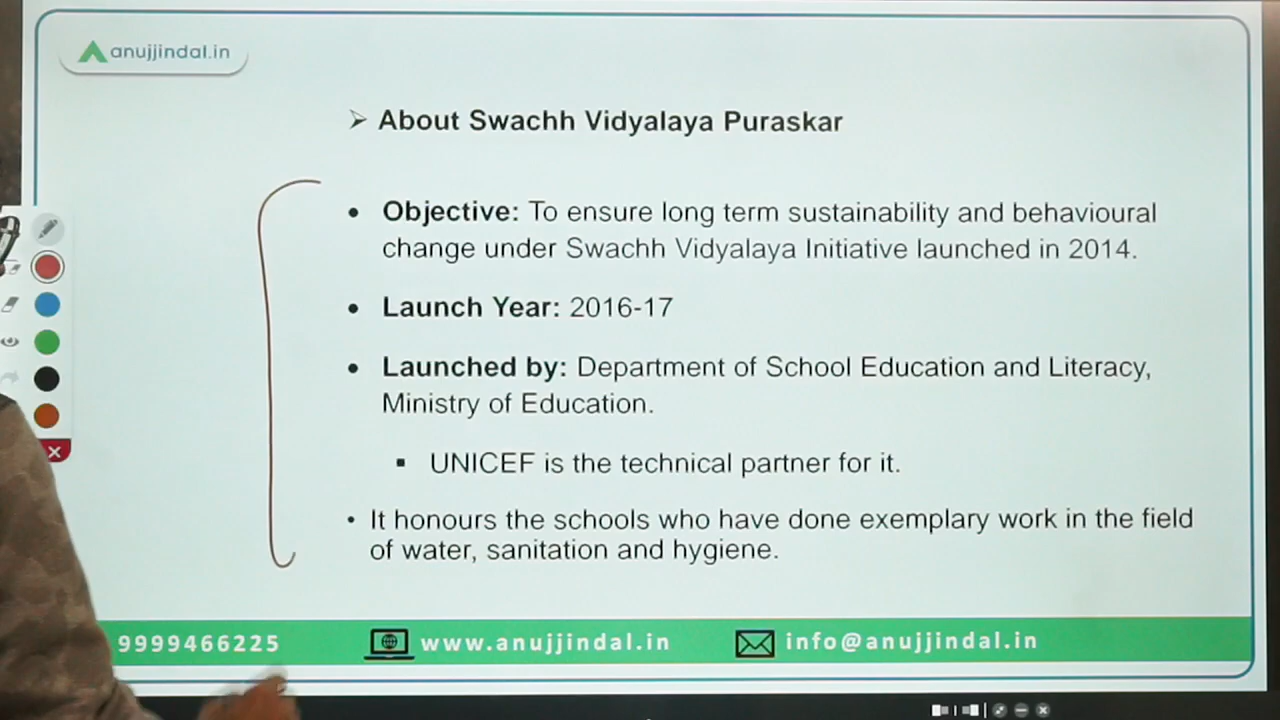 anujjindal.in
➢ About Swachh Vidyalaya Puraskar
• Objective: To ensure long term sustainability and behavioural
change under Swachh Vidyalaya Initiative launched in 2014.
• Launch Year: 2016-17
• Launched by: Department of School Education and Literacy,
Ministry of Education.
▪ UNICEF is the technical partner for it.
• It honours the schools who have done exemplary work in the field
of water, sanitation and hygiene.
9999466225 www.anujjindal.in info@anujjindal.in